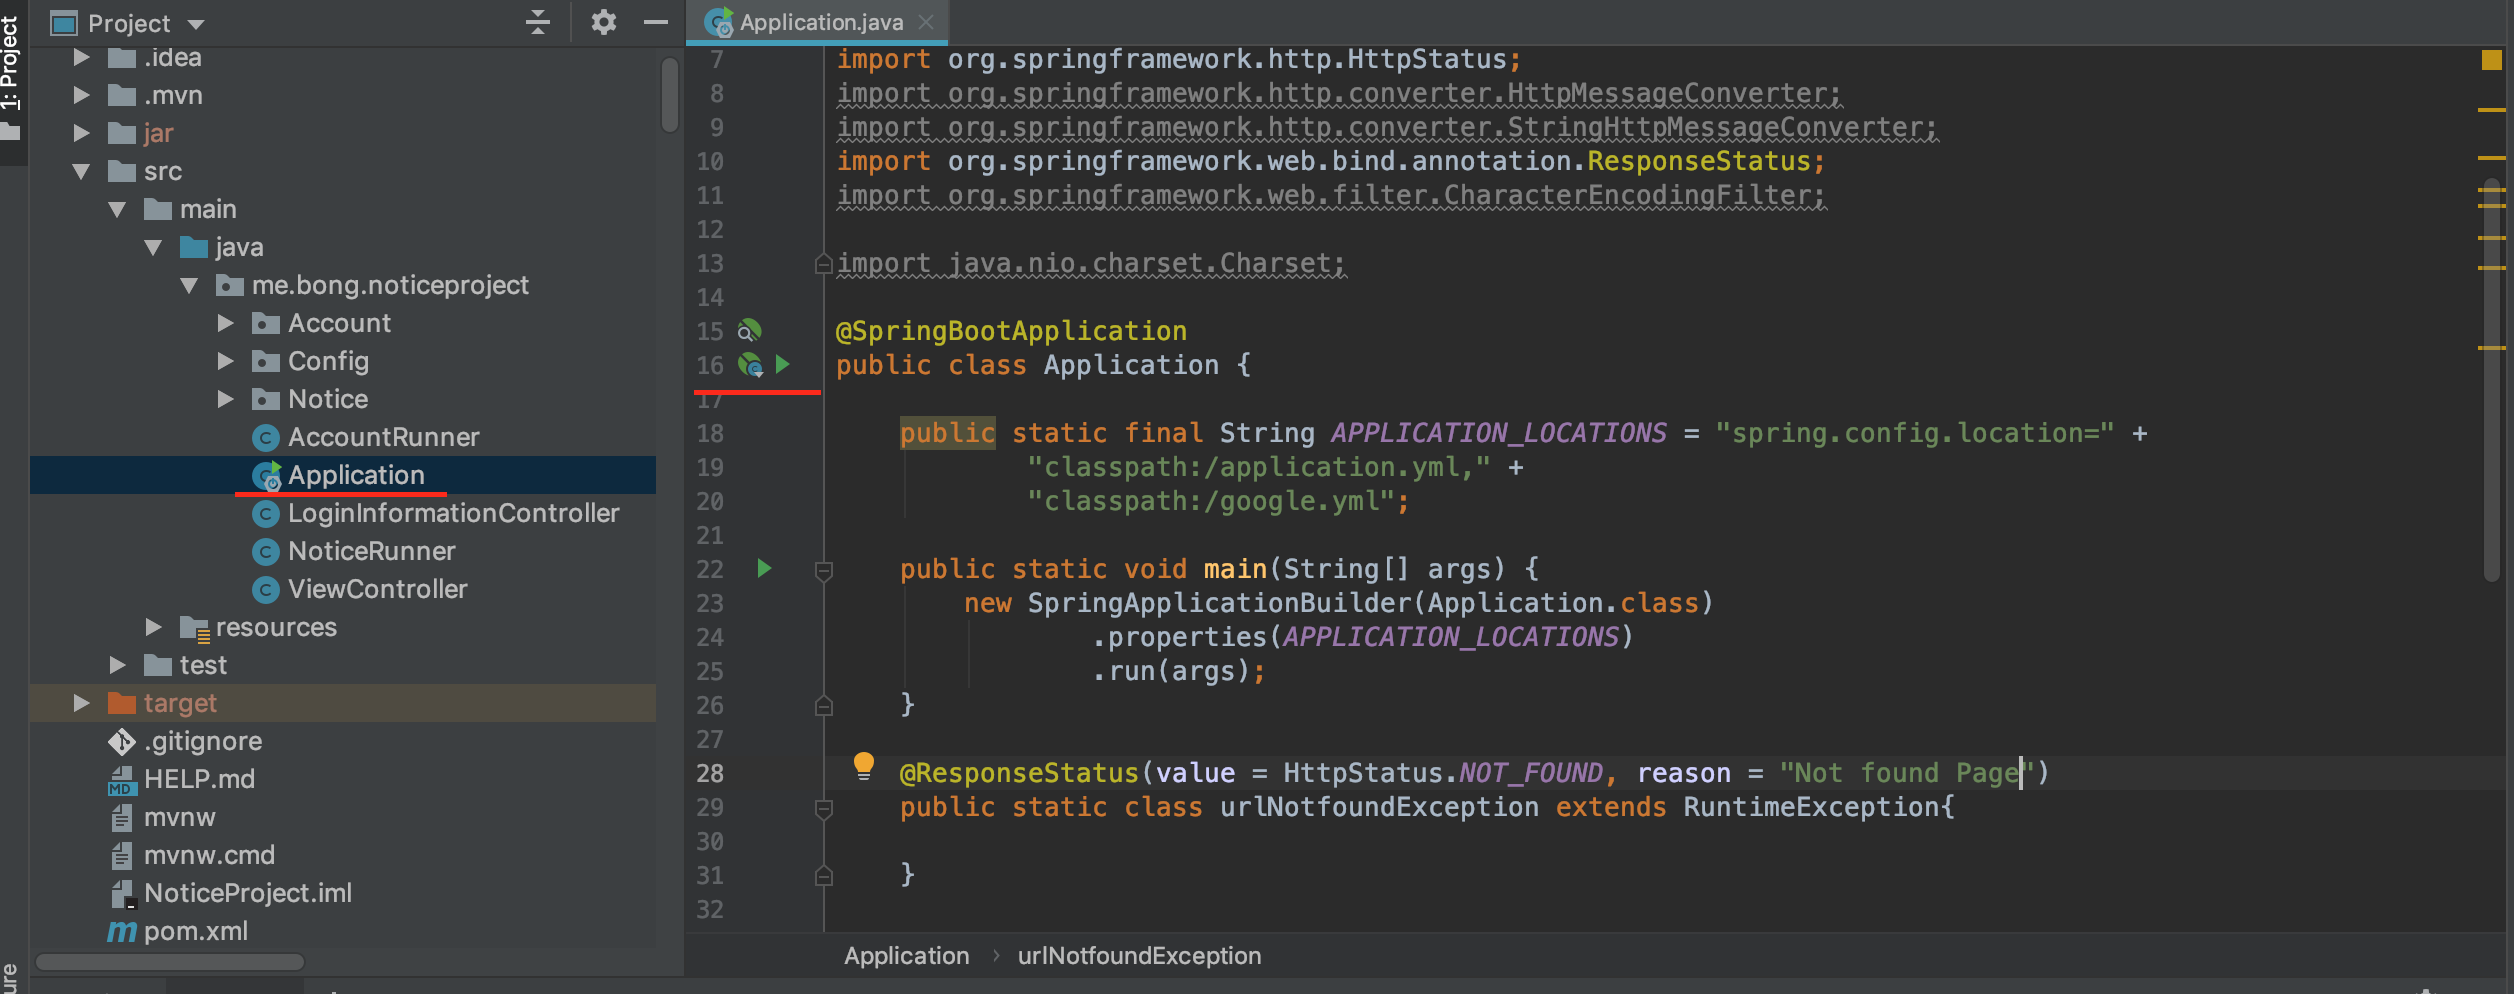 1: Project
Project
.idea
.mvn
jar
src
main
java
me.bong.noticeproject
Account
Config
Notice
AccountRunner
Application
LoginInformationController
NoticeRunner
ViewController
resources
test
target
.gitignore
HELP.md
mvnw
mvnw.cmd
NoticeProject.iml
pom.xml
Application.java
7 import org.springframework.http.HttpStatus;
8 import org.springframework.http.converter.HttpMessageConverter;
9 import org.springframework.http.converter.StringHttpMessageConverter;
10 import org.springframework.web.bind.annotation.ResponseStatus;
11 import org.springframework.web.filter.CharacterEncodingFilter;
12
13 import java.nio.charset.Charset;
14
15 @SpringBootApplication
16 public class Application {
17
18 public static final String APPLICATION_LOCATIONS = "spring.config.location=" +
19 "classpath:/application.yml," +
20 "classpath:/google.yml";
21
22 public static void main(String[] args) {
23 new SpringApplicationBuilder(Application.class)
24 .properties(APPLICATION_LOCATIONS)
25 .run(args);
26 }
27
28 @ResponseStatus(value = HttpStatus.NOT_FOUND, reason = "Not found Page")
29 public static class urlNotfoundException extends RuntimeException{
30
31 }
32
Application › urlNotfoundException